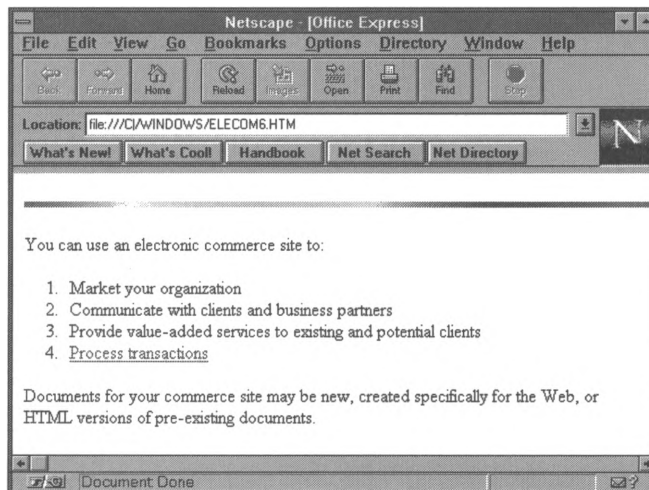 Netscape - [Office Express]
File Edit View Go Bookmarks Options Directory Window Help
Back Forward Home Reload Images Open Print Find Stop
Location: file:///C|/WINDOWS/ELECOM6.HTM
N
What's New! What's Cool! Handbook Net Search Net Directory
You can use an electronic commerce site to:
1. Market your organization
2. Communicate with clients and business partners
3. Provide value-added services to existing and potential clients
4. Process transactions
Documents for your commerce site may be new, created specifically for the Web, or
HTML versions of pre-existing documents.
Document Done
?